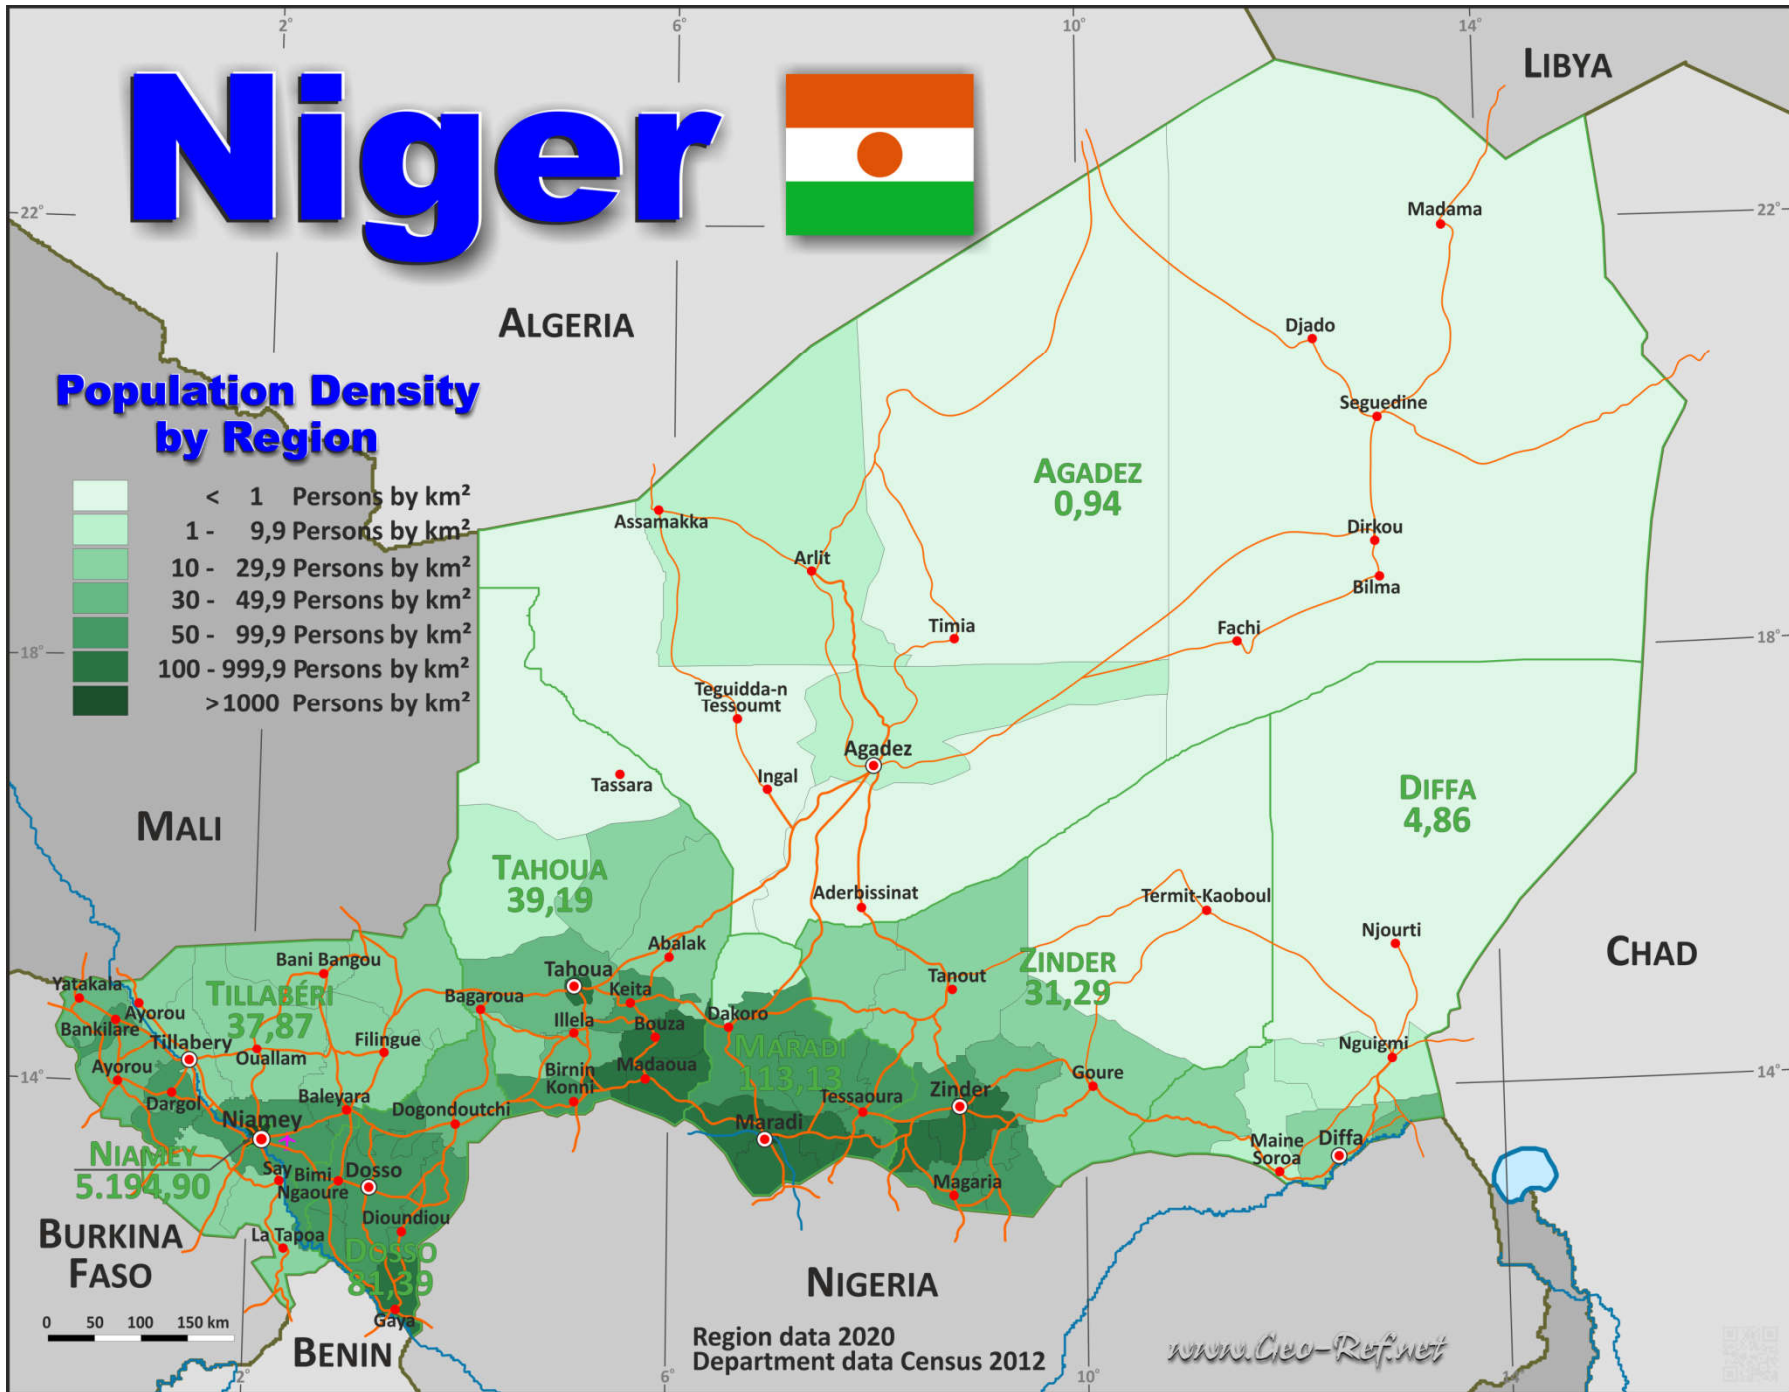 2°
6°
10°
14°
LIBYA
Niger
22°
22°
Madama
ALGERIA
Djado
Population Density
by Region
Seguedine
< 1 Persons by km²
1 - 9,9 Persons by km²
10 - 29,9 Persons by km²
30 - 49,9 Persons by km²
50 - 99,9 Persons by km²
100 - 999,9 Persons by km²
>1000 Persons by km²
AGADEZ
0,94
Assamakka
Arlit
Dirkou
Bilma
Timia
Fachi
18°
18°
Teguidda-n
Tessoumt
Agadez
Ingal
Tassara
DIFFA
4,86
MALI
TAHOUA
39,19
Aderbissinat
Termit-Kaoboul
Njourti
CHAD
Abalak
Bani Bangou
Tahoua
ZINDER
31,29
Tanout
Yatakala
TILLABÉRI
37,87
Bagaroua
Keita
Ayorou
Bankilare
Illela
Bouza
Dakoro
Tillabery
Ouallam
Filingue
MARADI
113,13
Nguigmi
14°
14°
Ayorou
Birnin
Konni
Madaoua
Goure
Dargol
Baleyara
Dogondoutchi
Tessaoura
Zinder
Niamey
Maradi
Maine
Soroa
Diffa
NIAMEY
5.194,90
Say
Bimi
Ngaoure
Dosso
Magaria
Dioundiou
La Tapoa
BURKINA
FASO
DOSSO
81,39
NIGERIA
0 50 100 150 km
Gaya
BENIN
Region data 2020
Department data Census 2012
www.Geo-Ref.net
2°
6°
10°
14°